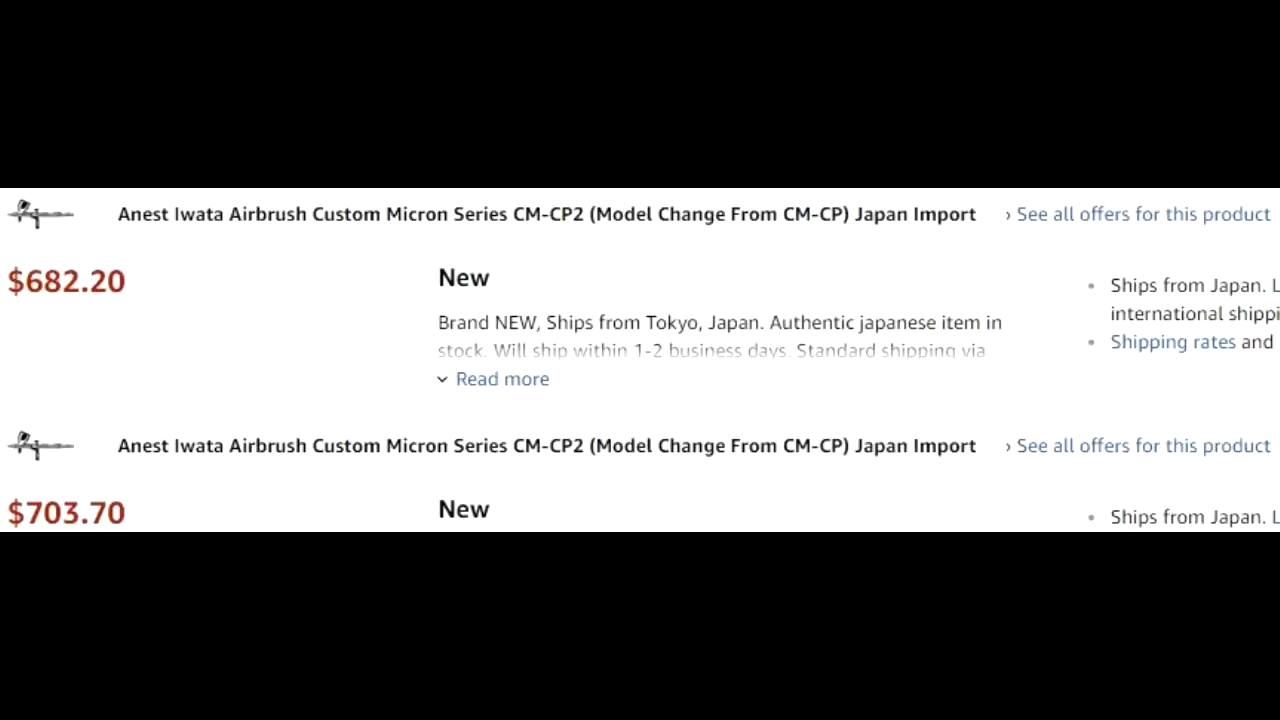 Anest Iwata Airbrush Custom Micron Series CM-CP2 (Model Change From CM-CP) Japan Import › See all offers for this product
$682.20
New
Brand NEW, Ships from Tokyo, Japan. Authentic japanese item in
stock. Will ship within 1-2 business days. Standard shipping via
Read more
• Ships from Japan. L
international shippi
• Shipping rates and
Anest Iwata Airbrush Custom Micron Series CM-CP2 (Model Change From CM-CP) Japan Import › See all offers for this product
$703.70
New
• Ships from Japan. L